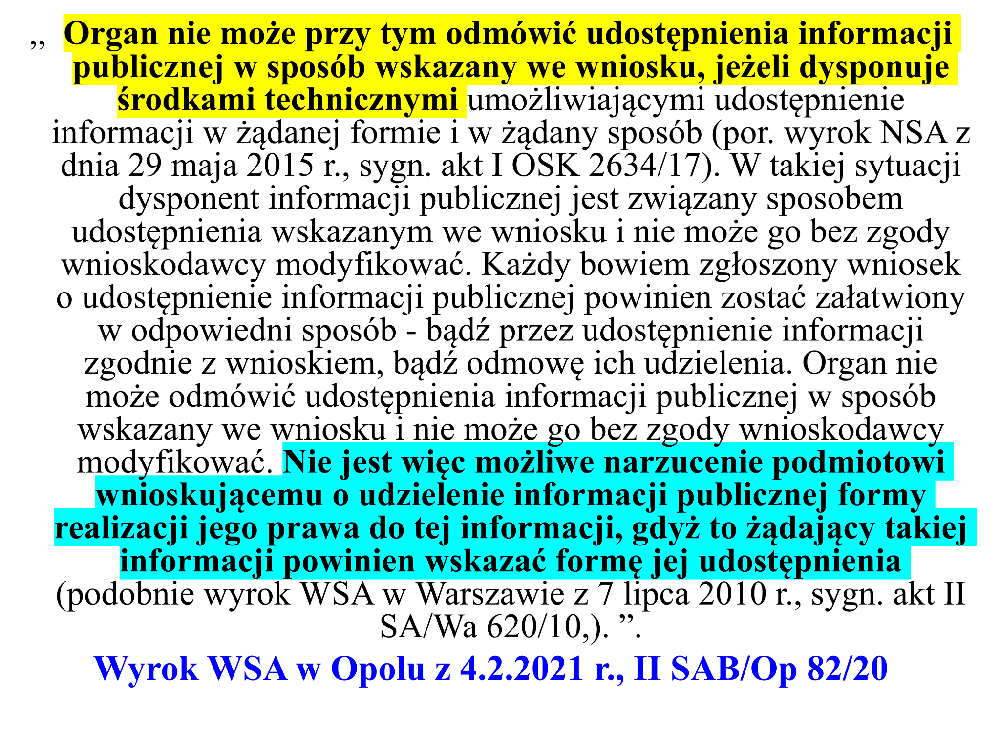 ,, Organ nie może przy tym odmówić udostępnienia informacji
publicznej w sposób wskazany we wniosku, jeżeli dysponuje
środkami technicznymi umożliwiającymi udostępnienie
informacji w żądanej formie i w żądany sposób (por. wyrok NSA z
dnia 29 maja 2015 r., sygn. akt I OSK 2634/17). W takiej sytuacji
dysponent informacji publicznej jest związany sposobem
udostępnienia wskazanym we wniosku i nie może go bez zgody
wnioskodawcy modyfikować. Każdy bowiem zgłoszony wniosek
o udostępnienie informacji publicznej powinien zostać załatwiony
w odpowiedni sposób - bądź przez udostępnienie informacji
zgodnie z wnioskiem, bądź odmowę ich udzielenia. Organ nie
może odmówić udostępnienia informacji publicznej w sposób
wskazany we wniosku i nie może go bez zgody wnioskodawcy
modyfikować. Nie jest więc możliwe narzucenie podmiotowi
wnioskującemu o udzielenie informacji publicznej formy
realizacji jego prawa do tej informacji, gdyż to żądający takiej
informacji powinien wskazać formę jej udostępnienia
(podobnie wyrok WSA w Warszawie z 7 lipca 2010 r., sygn. akt II
SA/Wa 620/10,). ”.
Wyrok WSA w Opolu z 4.2.2021 r., II SAB/Op 82/20